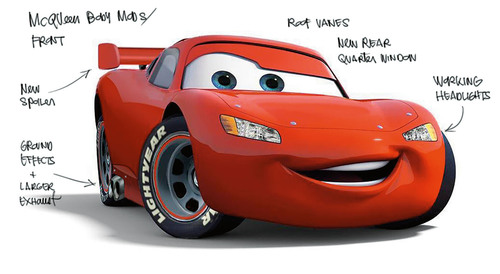 McQueen Body Mods/
FRONT
ROOF VANES
NEW REAR
QUARTER WINDOW
WORKING
HEADLIGHTS
NEW
SPOILER
GROUND
EFFECTS
+
LARGER
EXHAUST
LIGHTYEAR